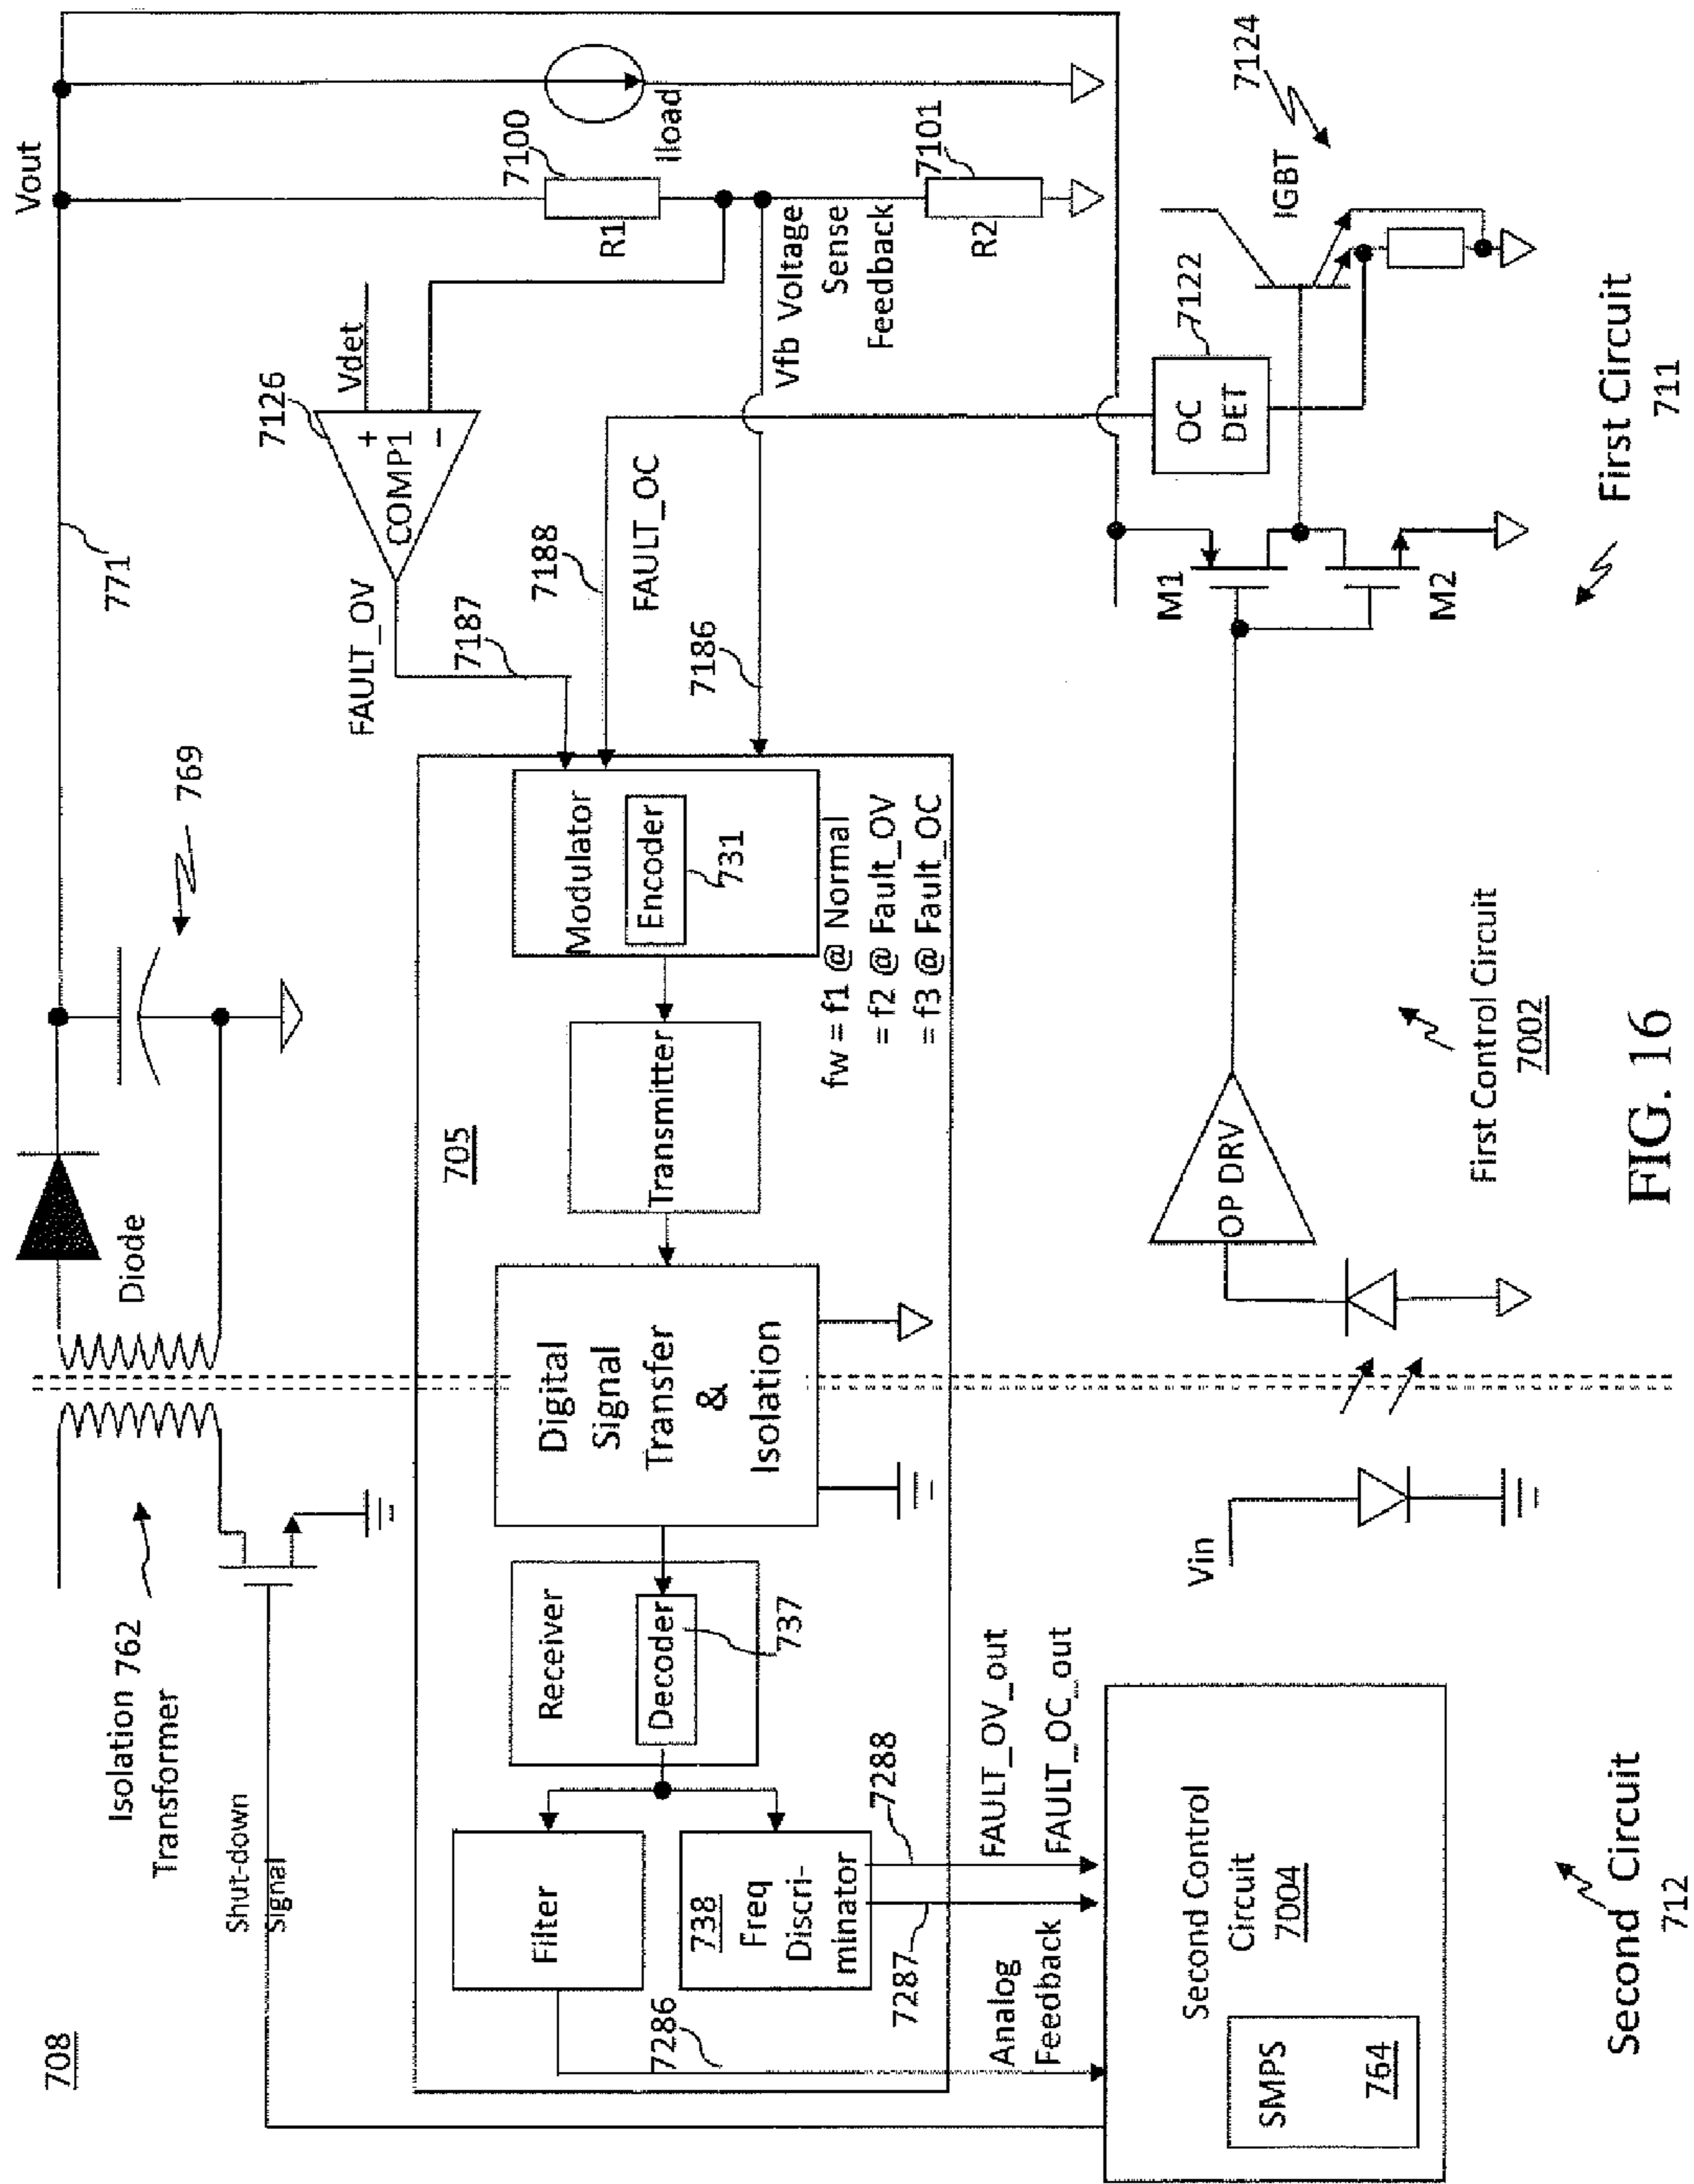 708
Isolation 762
Transformer
Shut-down
Signal
Diode
769
771
Vout
705
Filter
738
Freq
Discri-
minator
Receiver
Decoder
737
Digital
Signal
Transfer
&
Isolation
Transmitter
Modulator
Encoder
731
fw = f1 @ Normal
= f2 @ Fault_OV
= f3 @ Fault_OC
FAULT_OV
7187
7188
FAULT_OC
7186
7126
COMP1
+
−
Vdet
7100
R1
Iload
Vfb Voltage
Sense
Feedback
7101
R2
7286
Analog
Feedback
7287
7288
FAULT_OV_out
FAULT_OC_out
Second Control
Circuit
7004
SMPS
764
Vin
OP DRV
M1
M2
OC
DET
7122
IGBT
7124
First Control Circuit
7002
Second Circuit
712
First Circuit
711
FIG. 16